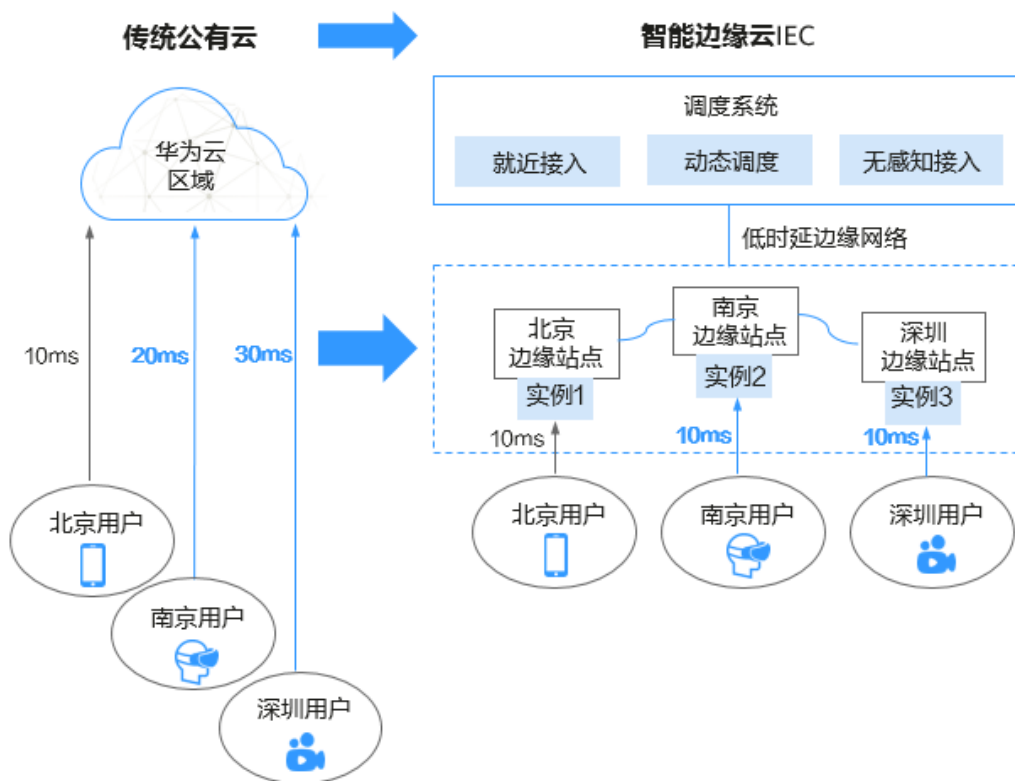 传统公有云
智能边缘云IEC
华为云
区域
10ms
20ms
30ms
北京用户
南京用户
深圳用户
调度系统
就近接入
动态调度
无感知接入
低时延边缘网络
北京
边缘站点
实例1
南京
边缘站点
实例2
深圳
边缘站点
实例3
10ms
10ms
10ms
北京用户
南京用户
深圳用户